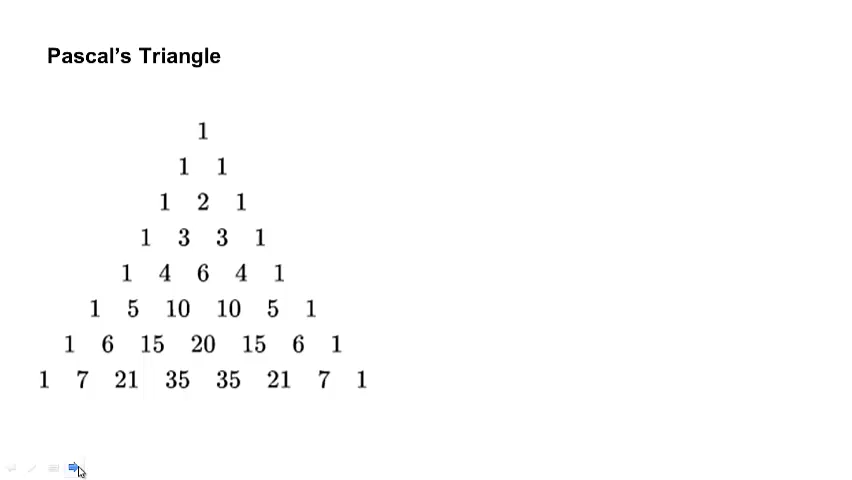 Pascal’s Triangle
1
1 1
1 2 1
1 3 3 1
1 4 6 4 1
1 5 10 10 5 1
1 6 15 20 15 6 1
1 7 21 35 35 21 7 1